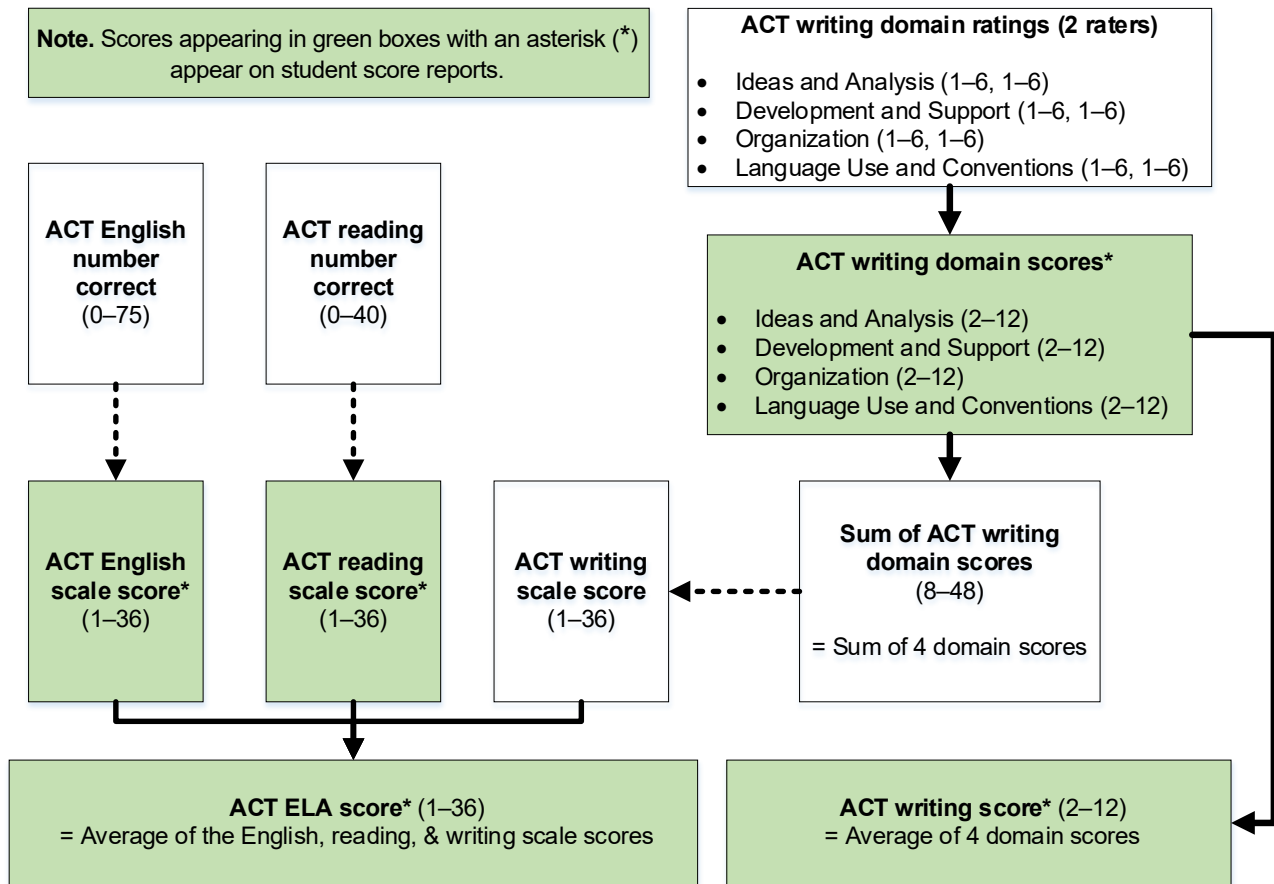 Note. Scores appearing in green boxes with an asterisk (*)
appear on student score reports.
ACT writing domain ratings (2 raters)
• Ideas and Analysis (1–6, 1–6)
• Development and Support (1–6, 1–6)
• Organization (1–6, 1–6)
• Language Use and Conventions (1–6, 1–6)
ACT English
number
correct
(0–75)
ACT reading
number
correct
(0–40)
ACT writing domain scores*
• Ideas and Analysis (2–12)
• Development and Support (2–12)
• Organization (2–12)
• Language Use and Conventions (2–12)
ACT English
scale score*
(1–36)
ACT reading
scale score*
(1–36)
ACT writing
scale score
(1–36)
Sum of ACT writing
domain scores
(8–48)
= Sum of 4 domain scores
ACT ELA score* (1–36)
= Average of the English, reading, & writing scale scores
ACT writing score* (2–12)
= Average of 4 domain scores